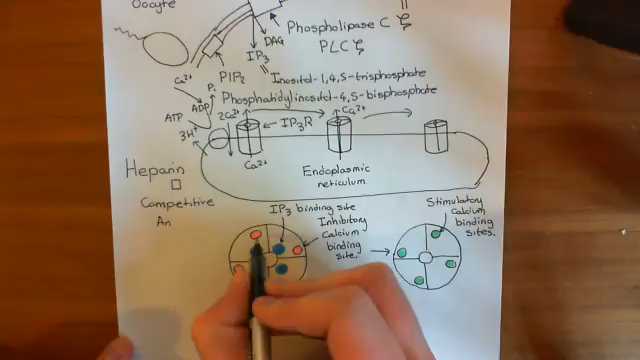 Oocyte
Phospholipase C ζ
PLC ζ
DAG
IP3
Inositol-1,4,5-trisphosphate
PIP2
Phosphatidylinositol-4,5-bisphosphate
Ca2+
Pi
ADP
ATP
3H+
2Ca2+
IP3R
Ca2+
Ca2+
Endoplasmic
reticulum
Heparin
Competitive
An
IP3 binding site
Inhibitory
Calcium
binding
site.
Stimulatory
Calcium
binding
sites.